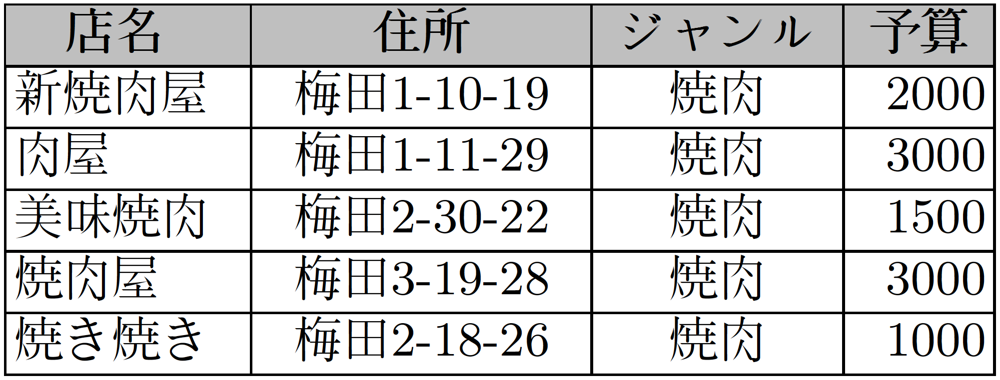 店名 住所 ジャンル 予算
新焼肉屋 梅田1-10-19 焼肉 2000
肉屋 梅田1-11-29 焼肉 3000
美味焼肉 梅田2-30-22 焼肉 1500
焼肉屋 梅田3-19-28 焼肉 3000
焼き焼き 梅田2-18-26 焼肉 1000